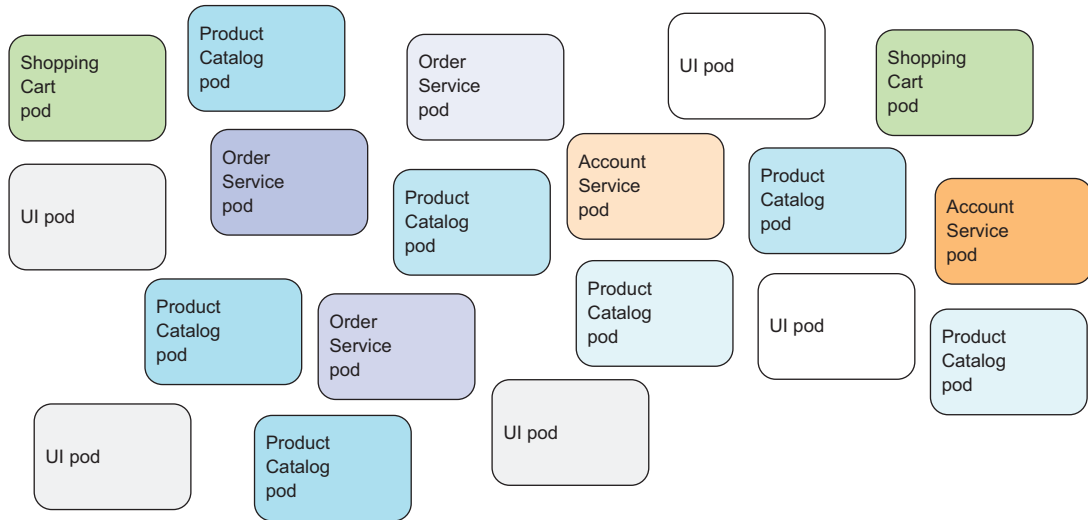 Shopping
Cart
pod
Product
Catalog
pod
Order
Service
pod
UI pod
Shopping
Cart
pod
UI pod
Order
Service
pod
Product
Catalog
pod
Account
Service
pod
Product
Catalog
pod
Account
Service
pod
Product
Catalog
pod
Order
Service
pod
Product
Catalog
pod
UI pod
Product
Catalog
pod
UI pod
Product
Catalog
pod
UI pod